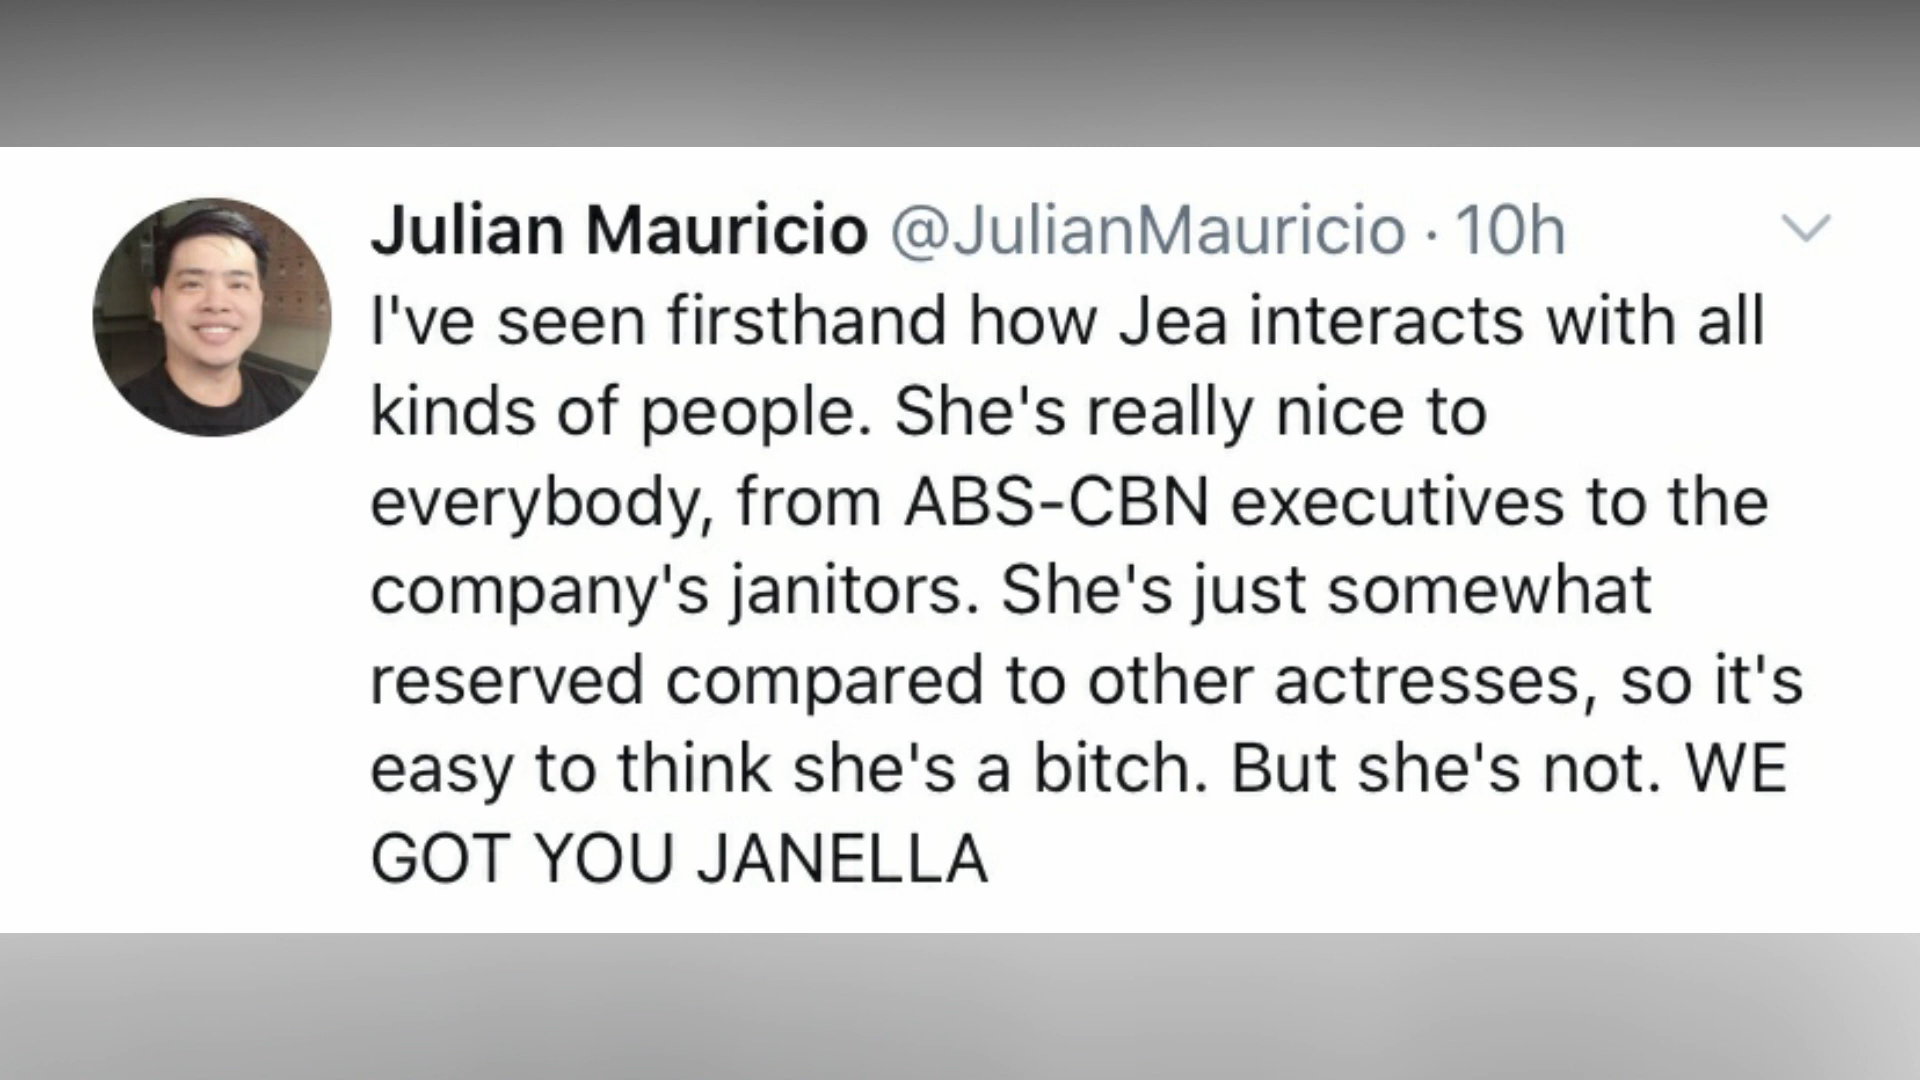 Julian Mauricio @JulianMauricio · 10h
I've seen firsthand how Jea interacts with all
kinds of people. She's really nice to
everybody, from ABS-CBN executives to the
company's janitors. She's just somewhat
reserved compared to other actresses, so it's
easy to think she's a bitch. But she's not. WE
GOT YOU JANELLA